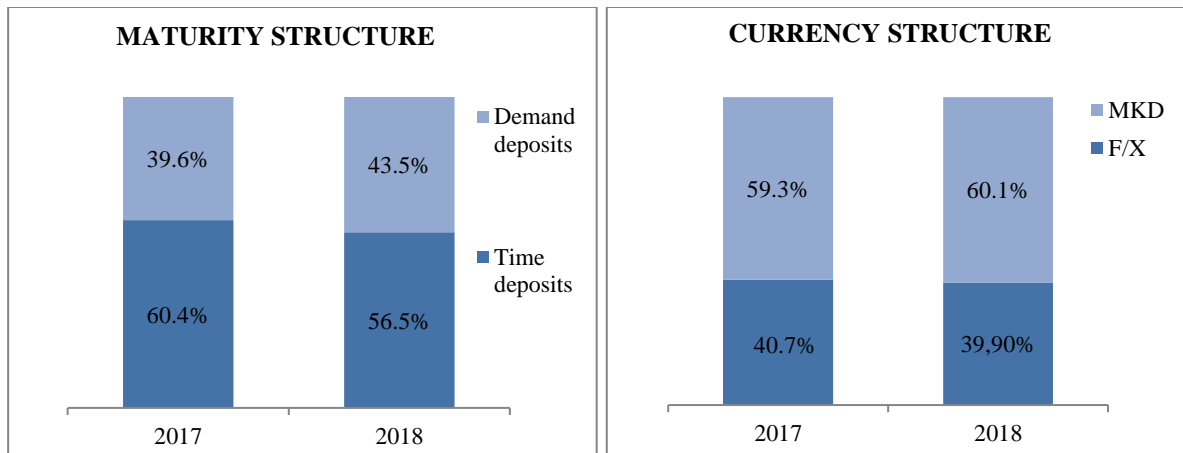 MATURITY STRUCTURE
39.6%
43.5%
60.4%
56.5%
2017
2018
Demand
deposits
Time
deposits
CURRENCY STRUCTURE
59.3%
60.1%
40.7%
39,90%
2017
2018
MKD
F/X